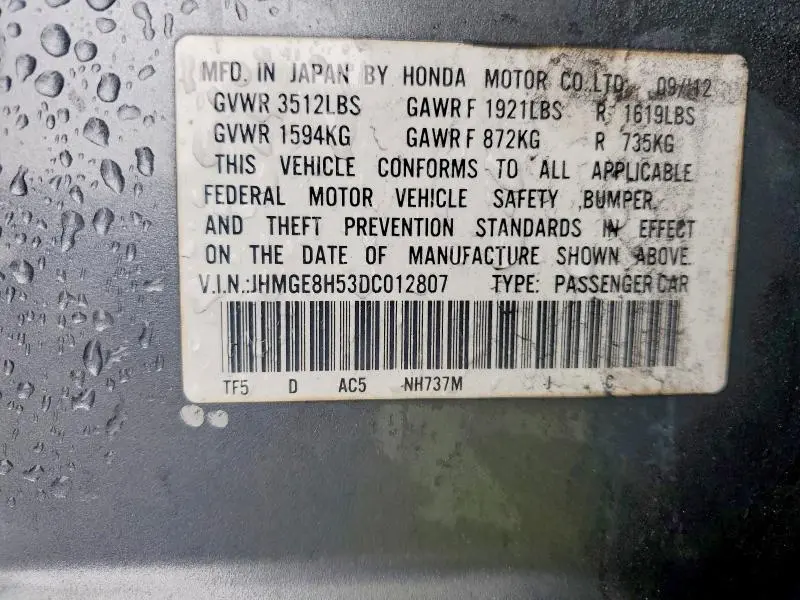 MFD. IN JAPAN BY HONDA MOTOR CO.,LTD. 09/12
GVWR 3512LBS GAWR F 1921LBS R 1619LBS
GVWR 1594KG GAWR F 872KG R 735KG
THIS VEHICLE CONFORMS TO ALL APPLICABLE
FEDERAL MOTOR VEHICLE SAFETY, BUMPER,
AND THEFT PREVENTION STANDARDS IN EFFECT
ON THE DATE OF MANUFACTURE SHOWN ABOVE.
V.I.N.:JHMGE8H53DC012807 TYPE: PASSENGER CAR
TF5 D AC5 NH737M J C